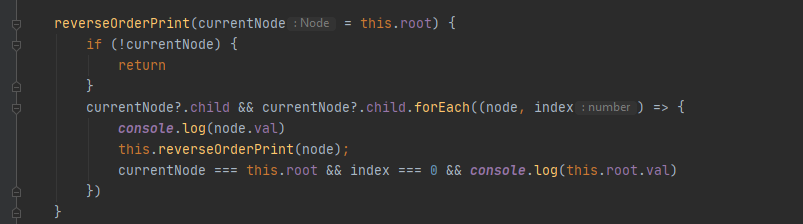 reverseOrderPrint(currentNode : Node = this.root) {
if (!currentNode) {
return
}
currentNode?.child && currentNode?.child.forEach((node, index : number ) => {
console.log(node.val)
this.reverseOrderPrint(node);
currentNode === this.root && index === 0 && console.log(this.root.val)
})
}